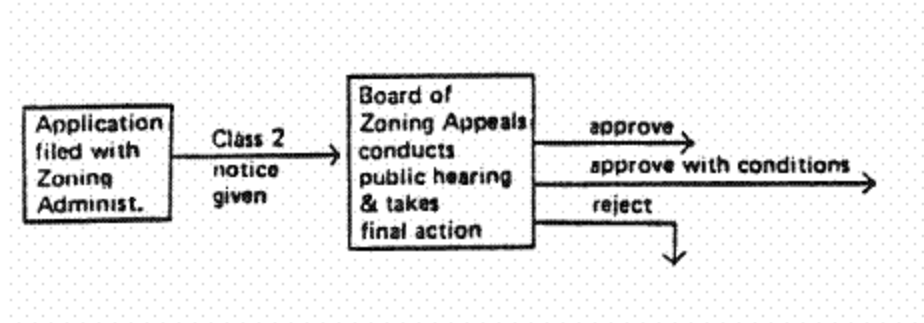 Application
filed with
Zoning
Administ.
Class 2
notice
given
Board of
Zoning Appeals
conducts
public hearing
& takes
final action
approve
approve with conditions
reject